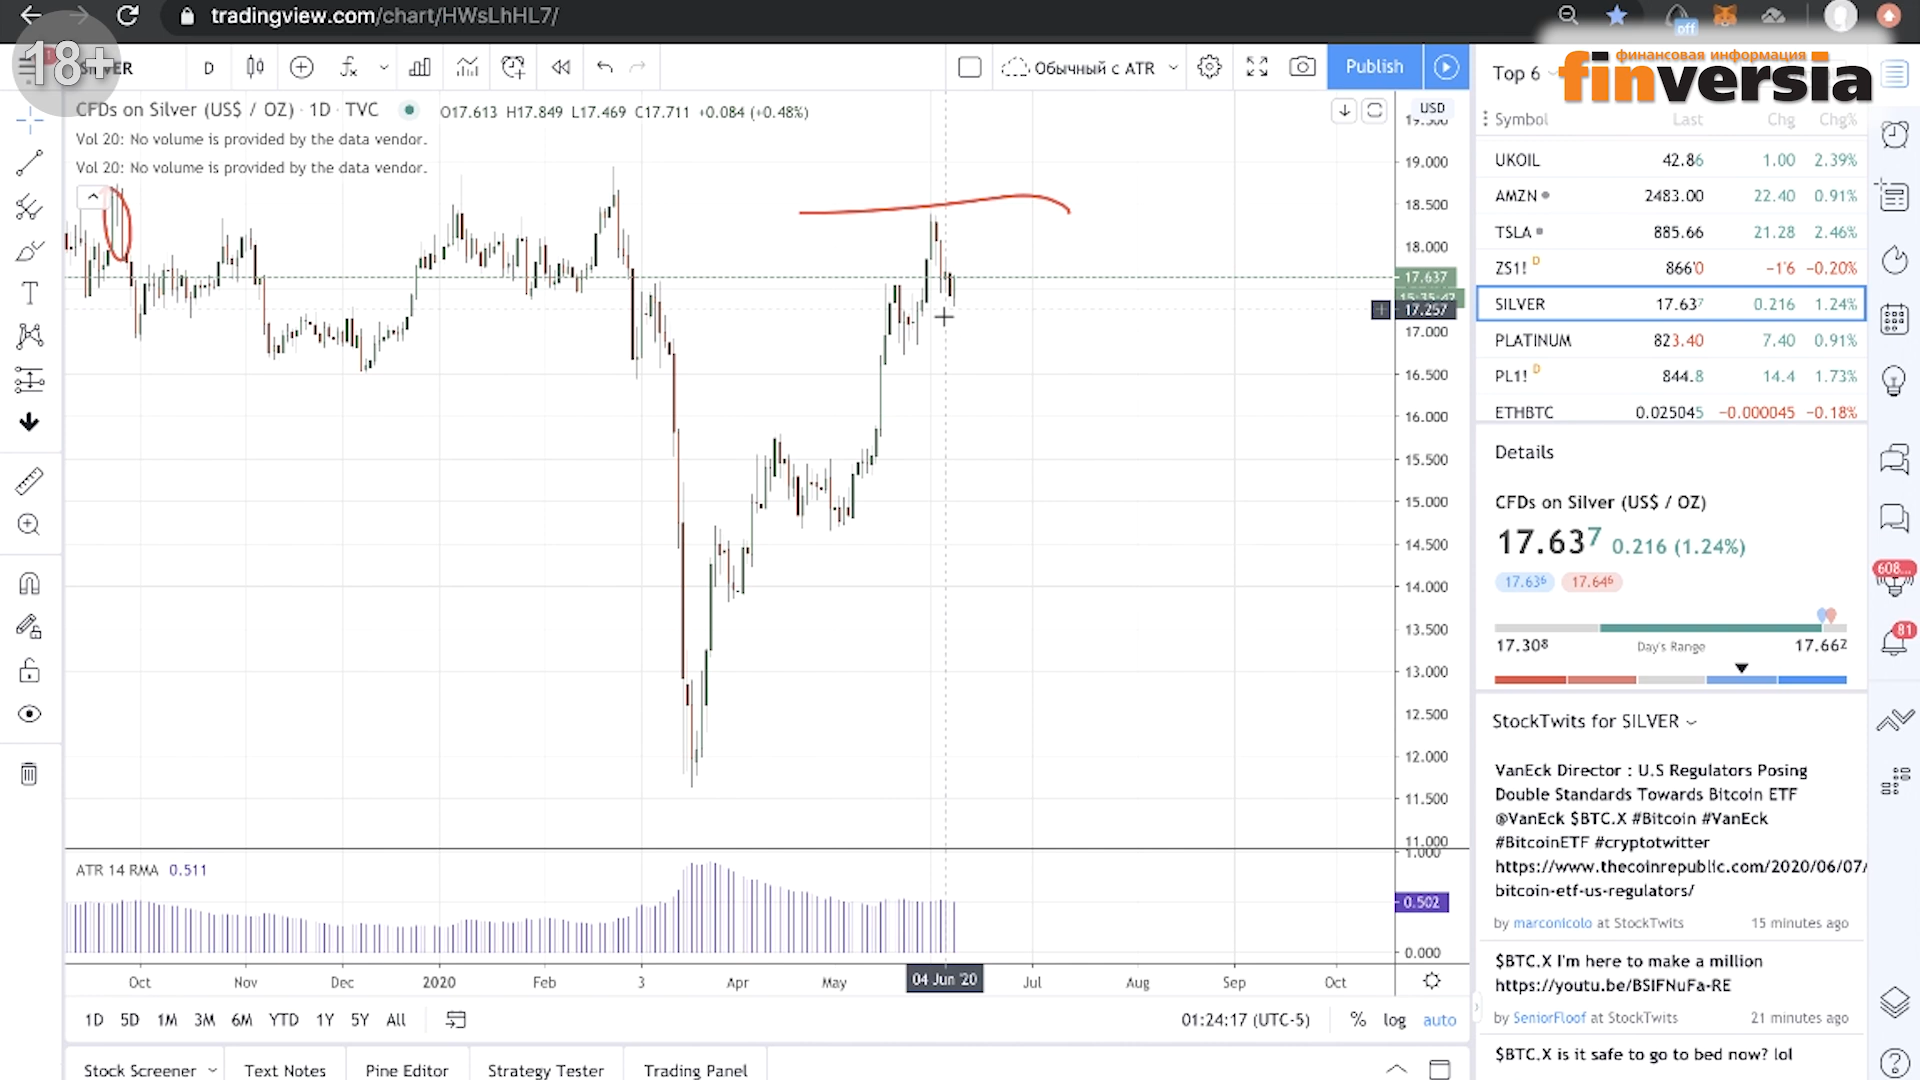 tradingview.com/chart/HWsLhHL7/
off
18+
D
Обычный с ATR
Publish
CFDs on Silver (US$ / OZ) · 1D · TVC
O17.613 H17.849 L17.469 C17.711 +0.084 (+0.48%)
Vol 20: No volume is provided by the data vendor.
Vol 20: No volume is provided by the data vendor.
USD
19.000
18.500
18.000
17.637
17.257
17.000
16.500
16.000
15.500
15.000
14.500
14.000
13.500
13.000
12.500
12.000
11.500
11.000
1.000
ATR 14 RMA 0.511
0.502
0.000
Oct Nov Dec 2020 Feb 3 Apr May 04 Jun '20 Jul Aug Sep Oct
1D 5D 1M 3M 6M YTD 1Y 5Y All
01:24:17 (UTC-5) % log auto
Stock Screener Text Notes Pine Editor Strategy Tester Trading Panel
Top 6
финансовая информация
finversia
Symbol Last Chg Chg%
UKOIL 42.86 1.00 2.39%
AMZN 2483.00 22.40 0.91%
TSLA 885.66 21.28 2.46%
ZS1! D 866'0 −1'6 −0.20%
SILVER 17.637 0.216 1.24%
PLATINUM 823.40 7.40 0.91%
PL1! D 844.8 14.4 1.73%
ETHBTC 0.025045 −0.000045 −0.18%
Details
CFDs on Silver (US$ / OZ)
17.637 0.216 (1.24%)
17.636 17.646
17.308 Day's Range 17.662
StockTwits for SILVER
VanEck Director : U.S Regulators Posing
Double Standards Towards Bitcoin ETF
@VanEck $BTC.X #Bitcoin #VanEck
#BitcoinETF #cryptotwitter
https://www.thecoinrepublic.com/2020/06/07/
bitcoin-etf-us-regulators/
by marconicolo at StockTwits 15 minutes ago
$BTC.X I'm here to make a million
https://youtu.be/BSIFNuFa-RE
by SeniorFloof at StockTwits 21 minutes ago
$BTC.X is it safe to go to bed now? lol
608...
81